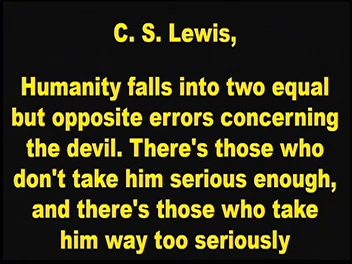 C. S. Lewis,
Humanity falls into two equal
but opposite errors concerning
the devil. There's those who
don't take him serious enough,
and there's those who take
him way too seriously